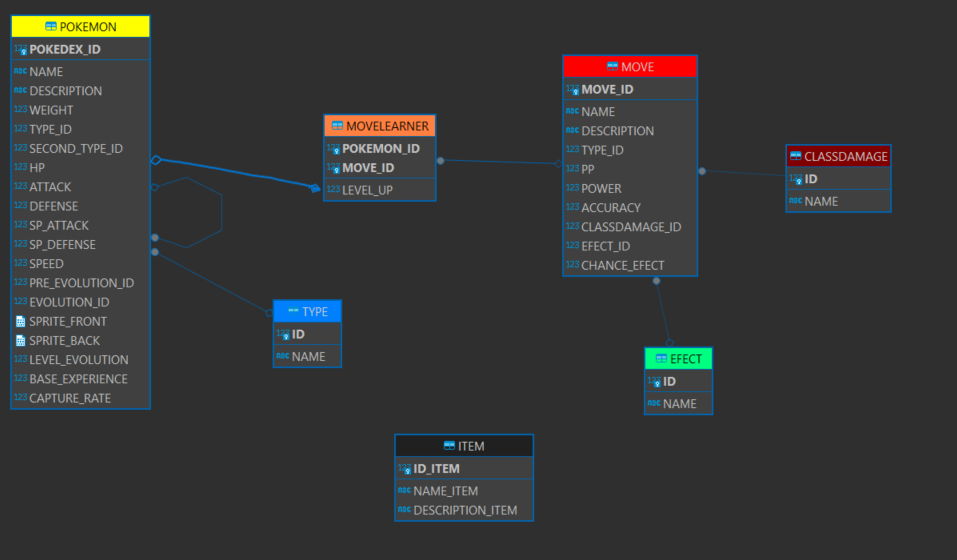 POKEMON
123 POKEDEX_ID
ABC NAME
ABC DESCRIPTION
123 WEIGHT
123 TYPE_ID
123 SECOND_TYPE_ID
123 HP
123 ATTACK
123 DEFENSE
123 SP_ATTACK
123 SP_DEFENSE
123 SPEED
123 PRE_EVOLUTION_ID
123 EVOLUTION_ID
SPRITE_FRONT
SPRITE_BACK
123 LEVEL_EVOLUTION
123 BASE_EXPERIENCE
123 CAPTURE_RATE
MOVELEARNER
123 POKEMON_ID
123 MOVE_ID
123 LEVEL_UP
MOVE
123 MOVE_ID
ABC NAME
ABC DESCRIPTION
123 TYPE_ID
123 PP
123 POWER
123 ACCURACY
123 CLASSDAMAGE_ID
123 EFECT_ID
123 CHANCE_EFECT
CLASSDAMAGE
123 ID
ABC NAME
TYPE
123 ID
ABC NAME
EFECT
123 ID
ABC NAME
ITEM
123 ID_ITEM
ABC NAME_ITEM
ABC DESCRIPTION_ITEM